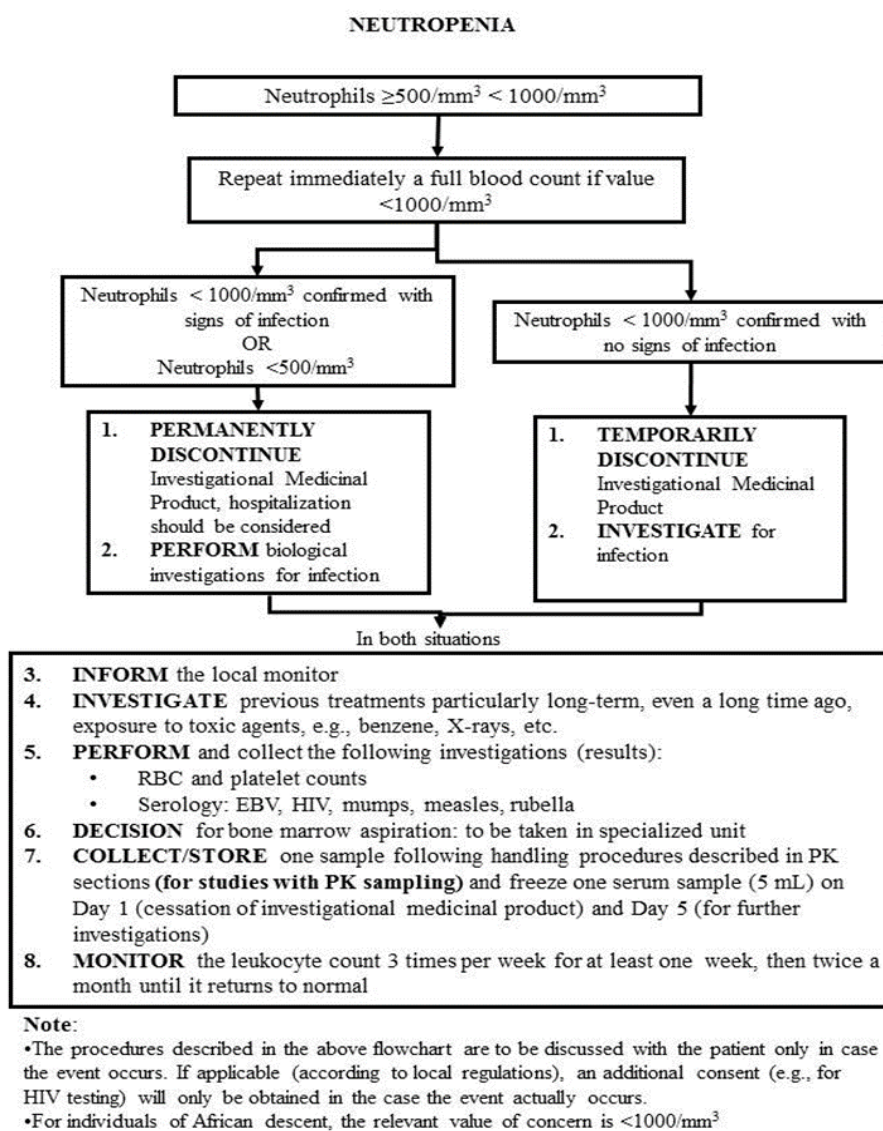 NEUTROPENIA
Neutrophils ≥500/mm³ < 1000/mm³
Repeat immediately a full blood count if value
<1000/mm³
Neutrophils < 1000/mm³ confirmed with
signs of infection
OR
Neutrophils <500/mm³
Neutrophils < 1000/mm³ confirmed with
no signs of infection
1. PERMANENTLY
DISCONTINUE
Investigational Medicinal
Product, hospitalization
should be considered
2. PERFORM biological
investigations for infection
1. TEMPORARILY
DISCONTINUE
Investigational Medicinal
Product
2. INVESTIGATE for
infection
In both situations
3. INFORM the local monitor
4. INVESTIGATE previous treatments particularly long-term, even a long time ago,
exposure to toxic agents, e.g., benzene, X-rays, etc.
5. PERFORM and collect the following investigations (results):
• RBC and platelet counts
• Serology: EBV, HIV, mumps, measles, rubella
6. DECISION for bone marrow aspiration: to be taken in specialized unit
7. COLLECT/STORE one sample following handling procedures described in PK
sections (for studies with PK sampling) and freeze one serum sample (5 mL) on
Day 1 (cessation of investigational medicinal product) and Day 5 (for further
investigations)
8. MONITOR the leukocyte count 3 times per week for at least one week, then twice a
month until it returns to normal
Note:
•The procedures described in the above flowchart are to be discussed with the patient only in case
the event occurs. If applicable (according to local regulations), an additional consent (e.g., for
HIV testing) will only be obtained in the case the event actually occurs.
•For individuals of African descent, the relevant value of concern is <1000/mm³